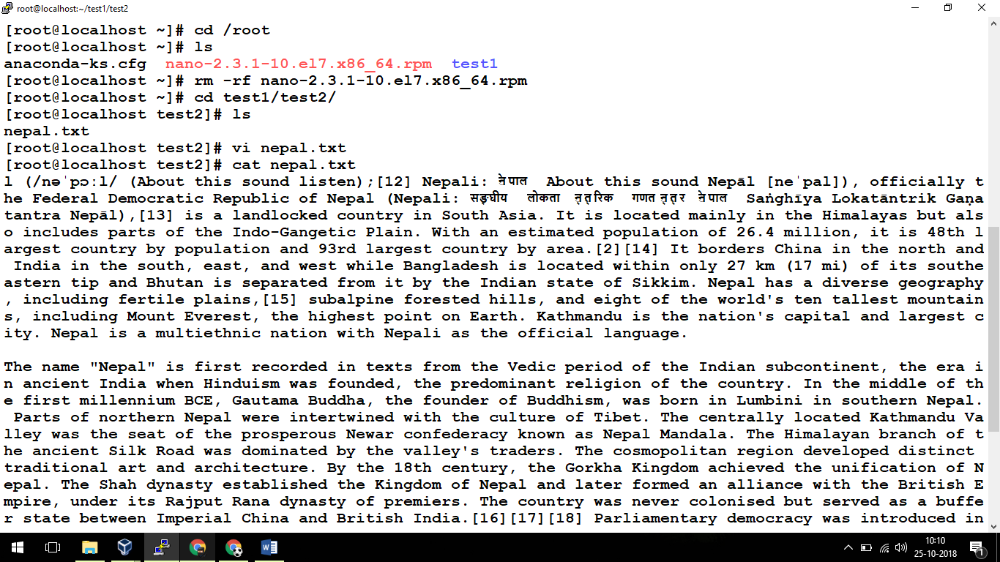 root@localhost:~/test1/test2
[root@localhost ~]# cd /root
[root@localhost ~]# ls
anaconda-ks.cfg  nano-2.3.1-10.el7.x86_64.rpm  test1
[root@localhost ~]# rm -rf nano-2.3.1-10.el7.x86_64.rpm
[root@localhost ~]# cd test1/test2/
[root@localhost test2]# ls
nepal.txt
[root@localhost test2]# vi nepal.txt
[root@localhost test2]# cat nepal.txt
l (/nəˈpɔːl/ (About this sound listen);[12] Nepali: नेपाल  About this sound Nepāl [neˈpal]), officially t
he Federal Democratic Republic of Nepal (Nepali: सङ्घीय  लोकतान्त्रिक  गणतन्त्र नेपाल  Saṅghīya Lokatāntrik Gaṇa
tantra Nepāl),[13] is a landlocked country in South Asia. It is located mainly in the Himalayas but als
o includes parts of the Indo-Gangetic Plain. With an estimated population of 26.4 million, it is 48th l
argest country by population and 93rd largest country by area.[2][14] It borders China in the north and
 India in the south, east, and west while Bangladesh is located within only 27 km (17 mi) of its southe
astern tip and Bhutan is separated from it by the Indian state of Sikkim. Nepal has a diverse geography
, including fertile plains,[15] subalpine forested hills, and eight of the world's ten tallest mountain
s, including Mount Everest, the highest point on Earth. Kathmandu is the nation's capital and largest c
ity. Nepal is a multiethnic nation with Nepali as the official language.

The name "Nepal" is first recorded in texts from the Vedic period of the Indian subcontinent, the era i
n ancient India when Hinduism was founded, the predominant religion of the country. In the middle of th
e first millennium BCE, Gautama Buddha, the founder of Buddhism, was born in Lumbini in southern Nepal.
 Parts of northern Nepal were intertwined with the culture of Tibet. The centrally located Kathmandu Va
lley was the seat of the prosperous Newar confederacy known as Nepal Mandala. The Himalayan branch of t
he ancient Silk Road was dominated by the valley's traders. The cosmopolitan region developed distinct
traditional art and architecture. By the 18th century, the Gorkha Kingdom achieved the unification of N
epal. The Shah dynasty established the Kingdom of Nepal and later formed an alliance with the British E
mpire, under its Rajput Rana dynasty of premiers. The country was never colonised but served as a buffe
r state between Imperial China and British India.[16][17][18] Parliamentary democracy was introduced in
10:10
25-10-2018
1